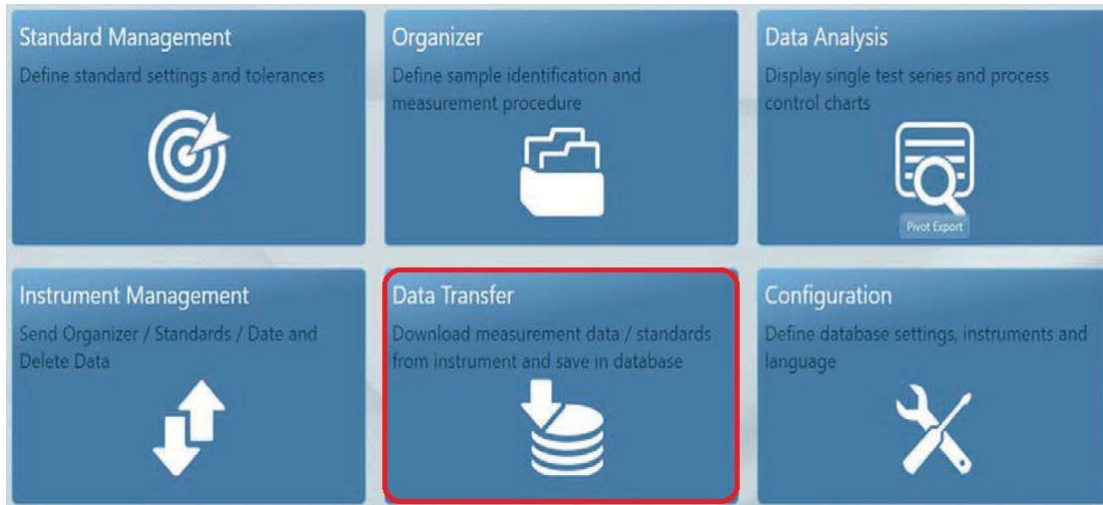 Standard Management
Define standard settings and tolerances
Organizer
Define sample identification and
measurement procedure
Data Analysis
Display single test series and process
control charts
Pivot Export
Instrument Management
Send Organizer / Standards / Date and
Delete Data
Data Transfer
Download measurement data / standards
from instrument and save in database
Configuration
Define database settings, instruments and
language